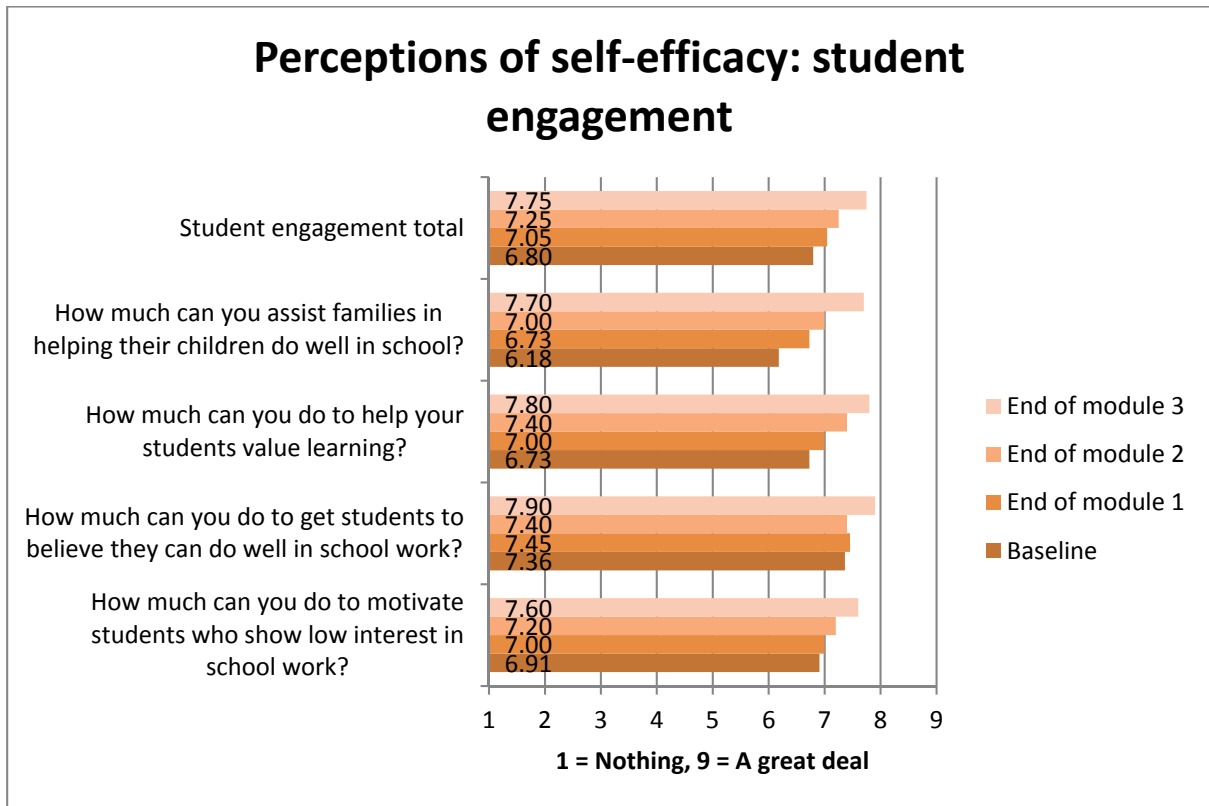 Perceptions of self-efficacy: student
engagement
Student engagement total
7.75
7.25
7.05
6.80
How much can you assist families in
helping their children do well in school?
7.70
7.00
6.73
6.18
How much can you do to help your
students value learning?
7.80
7.40
7.00
6.73
How much can you do to get students to
believe they can do well in school work?
7.90
7.40
7.45
7.36
How much can you do to motivate
students who show low interest in
school work?
7.60
7.20
7.00
6.91
1 2 3 4 5 6 7 8 9
1 = Nothing, 9 = A great deal
End of module 3
End of module 2
End of module 1
Baseline